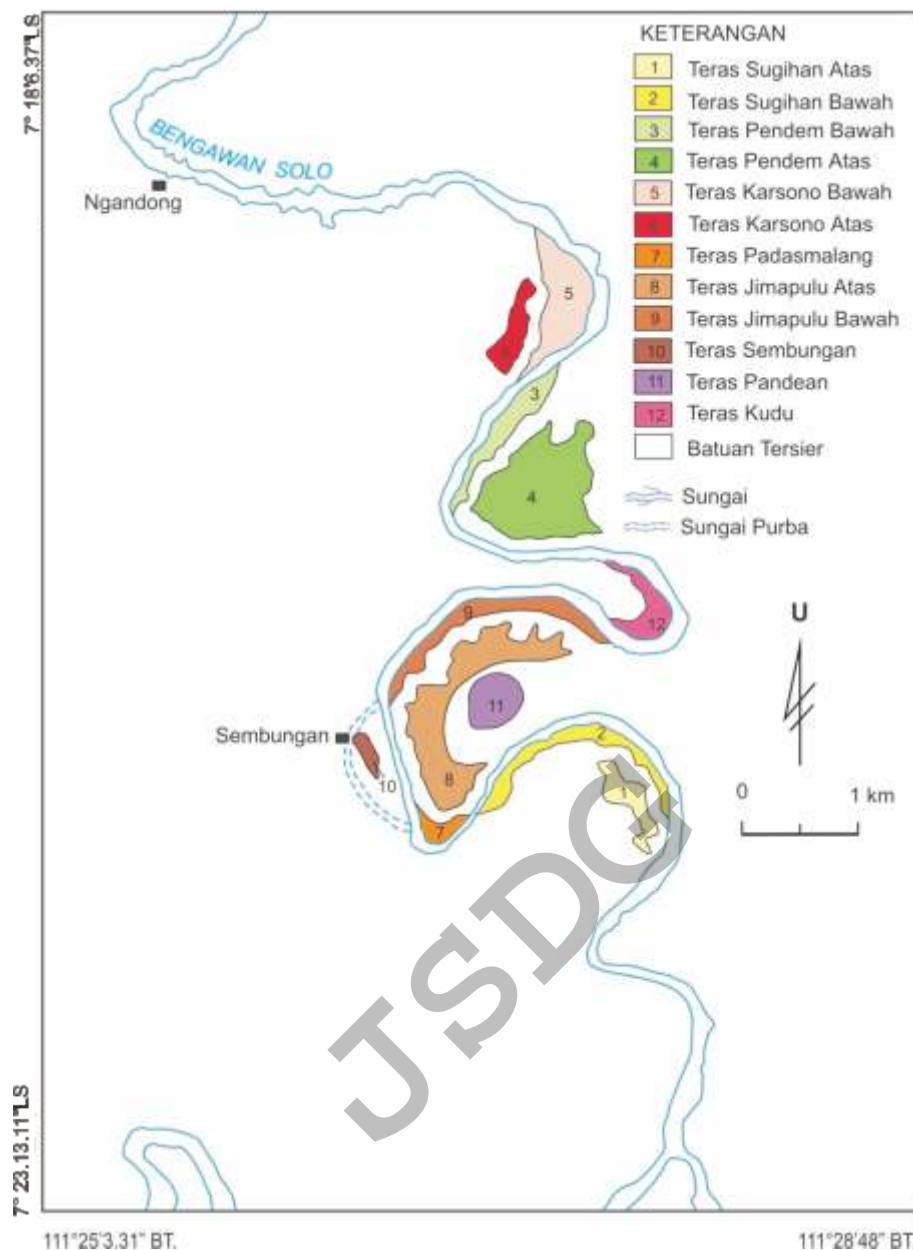 7° 18'6.37"LS
KETERANGAN
1 Teras Sugihan Atas
2 Teras Sugihan Bawah
3 Teras Pendem Bawah
4 Teras Pendem Atas
5 Teras Karsono Bawah
6 Teras Karsono Atas
7 Teras Padasmalang
8 Teras Jimapulu Atas
9 Teras Jimapulu Bawah
10 Teras Sembungan
11 Teras Pandean
12 Teras Kudu
Batuan Tersier
Sungai
Sungai Purba
BENGAWAN SOLO
Ngandong
5
6
3
4
12
9
11
8
Sembungan
10
7
2
1
U
0 1 km
JSDG
7° 23.13.11"LS
111°25'3.31" BT.
111°28'48" BT.